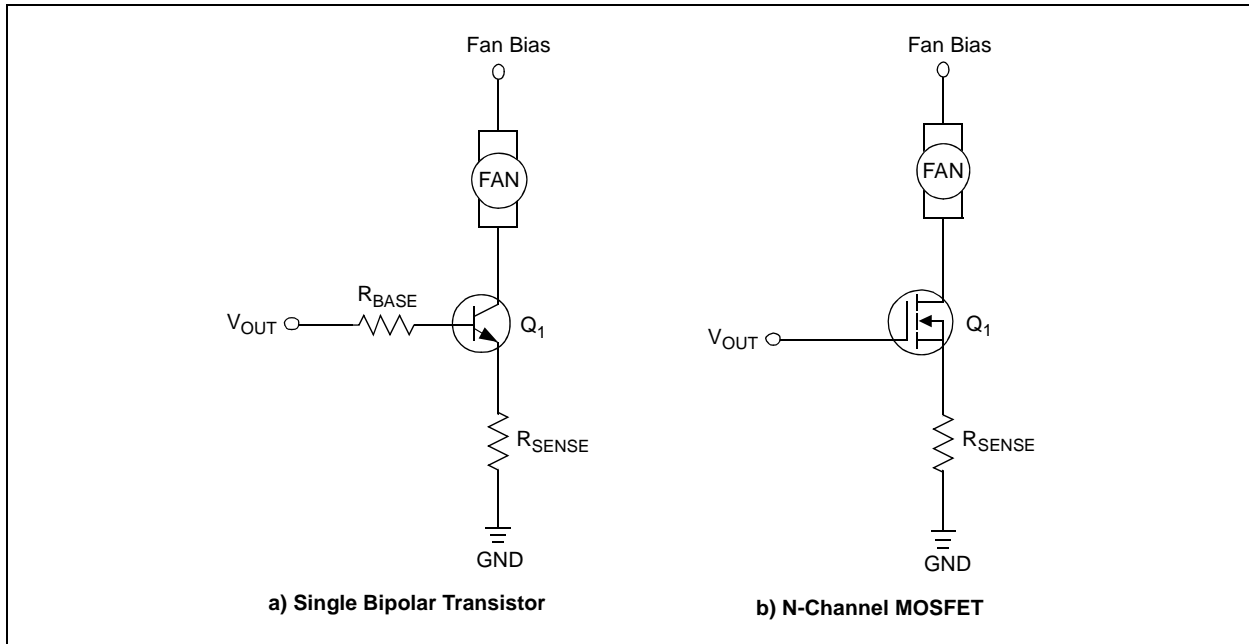 Fan Bias
FAN
R_BASE
V_OUT
Q_1
R_SENSE
GND
a) Single Bipolar Transistor
Fan Bias
FAN
V_OUT
Q_1
R_SENSE
GND
b) N-Channel MOSFET